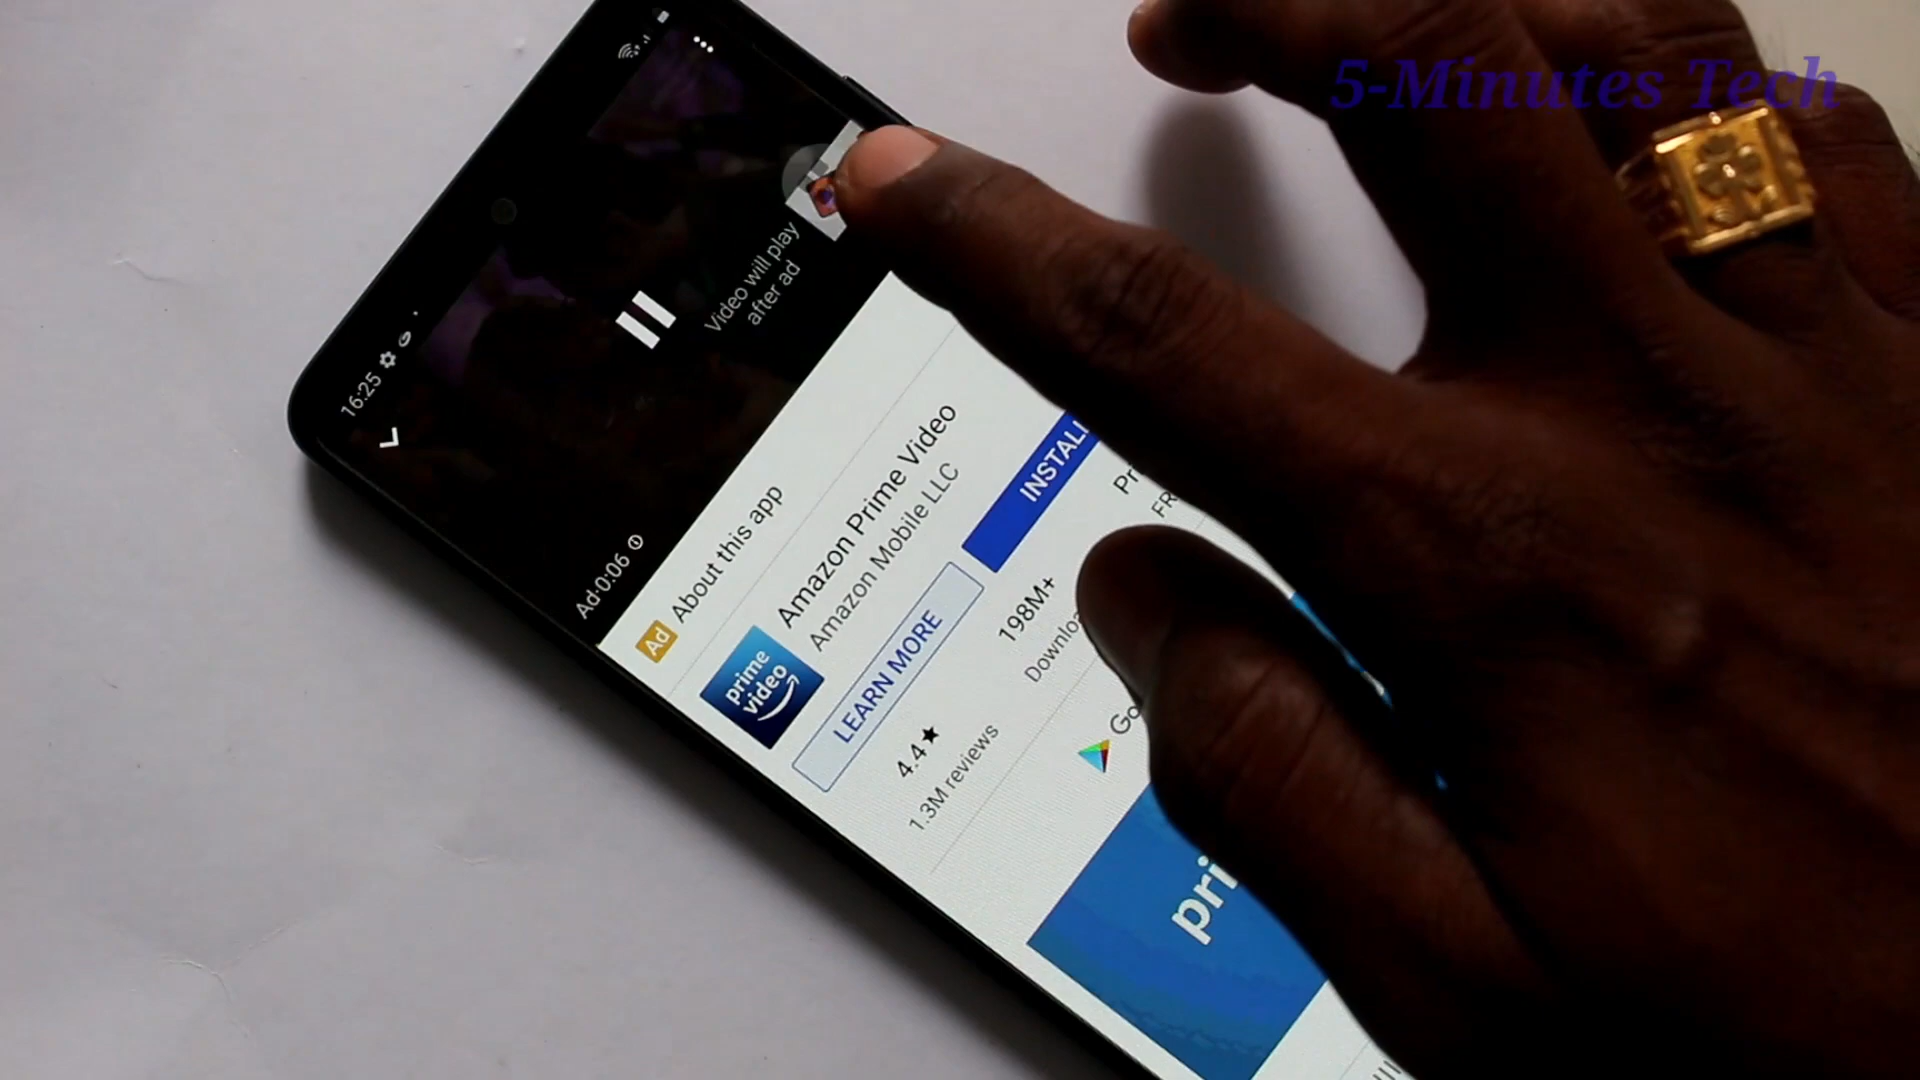 5-Minutes Tech
16:25
Video will play
after ad
Ad·0:06
Ad About this app
prime
video
Amazon Prime Video
Amazon Mobile LLC
LEARN MORE
INSTALL
4.4★
1.3M reviews
198M+